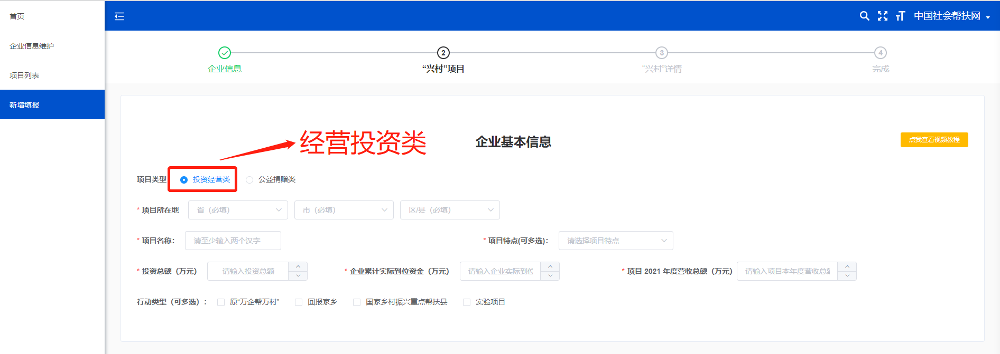 首页
中国社会帮扶网
企业信息维护
项目列表
新增填报
2
3
4
企业信息
“兴村”项目
“兴村”详情
完成
经营投资类
企业基本信息
点我查看视频教程
项目类型 投资经营类 公益捐赠类
* 项目所在地 省（必填） 市（必填） 区/县（必填）
* 项目名称： 请至少输入两个汉字 * 项目特点(可多选)： 请选择项目特点
* 投资总额（万元） 请输入投资总额 * 企业累计实际到位资金（万元） 请输入企业实际到位 * 项目 2021 年度营收总额（万元） 请输入项目本年度营收总额
行动类型（可多选）： 原“万企帮万村” 回报家乡 国家乡村振兴重点帮扶县 实验项目